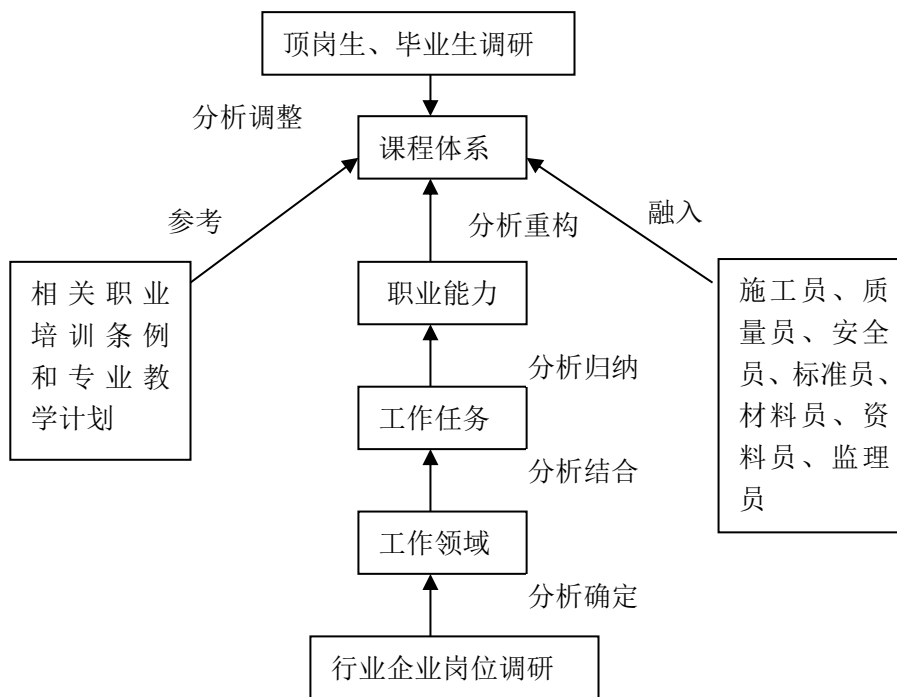 顶岗生、毕业生调研
分析调整
课程体系
参考
融入
分析重构
相关职业
培训条例
和专业教
学计划
职业能力
施工员、质
量员、安全
员、标准员、
材料员、资
料员、监理
员
分析归纳
工作任务
分析结合
工作领域
分析确定
行业企业岗位调研